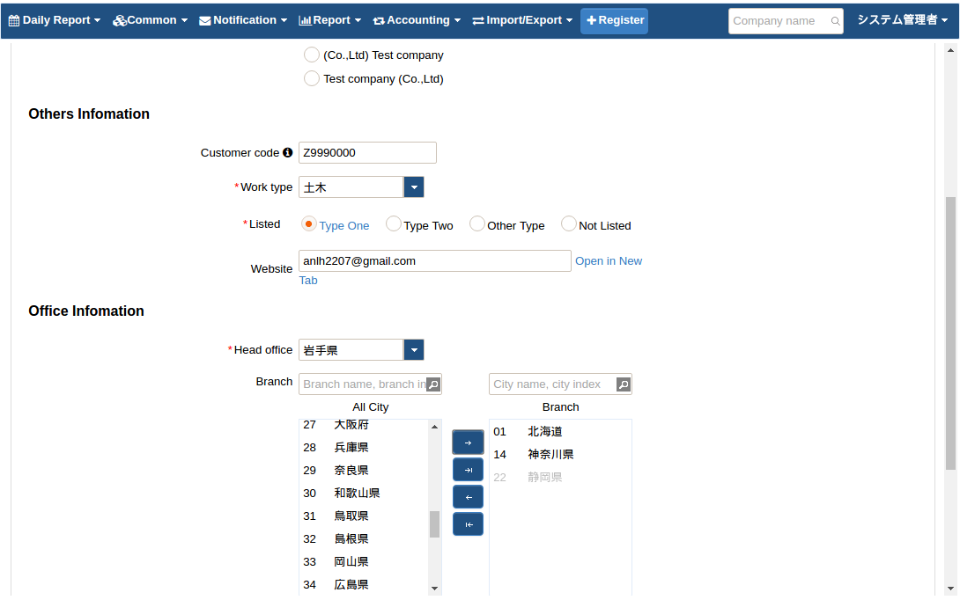 Daily Report Common Notification Report Accounting Import/Export Register Company name システム管理者
(Co.,Ltd) Test company
Test company (Co.,Ltd)
Others Infomation
Customer code Z9990000
*Work type 土木
*Listed Type One Type Two Other Type Not Listed
Website anlh2207@gmail.com Open in New
Tab
Office Infomation
*Head office 岩手県
Branch Branch name, branch in City name, city index
All City Branch
27 大阪府
28 兵庫県
29 奈良県
30 和歌山県
31 鳥取県
32 島根県
33 岡山県
34 広島県
01 北海道
14 神奈川県
22 静岡県